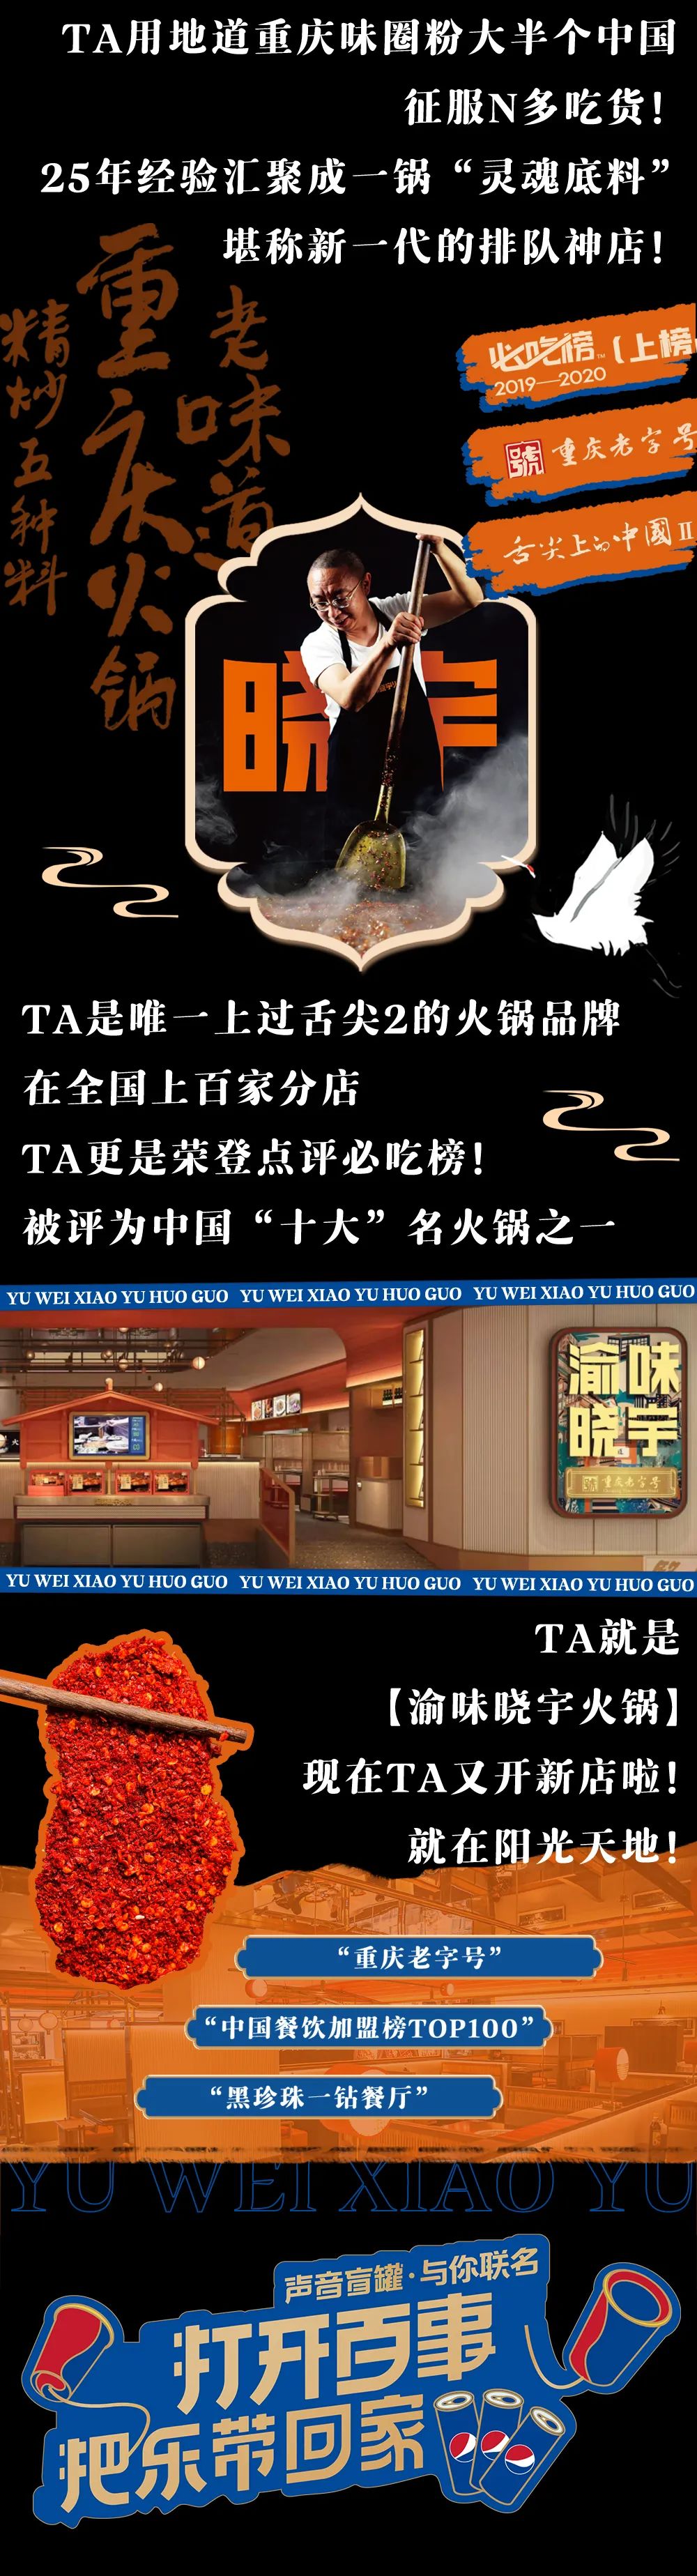 TA用地道重庆味圈粉大半个中国
征服N多吃货！
25年经验汇聚成一锅“灵魂底料”
堪称新一代的排队神店！
老味道
重庆火锅
精炒五种料
必吃榜™（上榜
2019—2020
號 重庆老字号
舌尖上的中國II
晓宇
TA是唯一上过舌尖2的火锅品牌
在全国上百家分店
TA更是荣登点评必吃榜！
被评为中国“十大”名火锅之一
YU WEI XIAO YU HUO GUO YU WEI XIAO YU HUO GUO YU WEI XIAO YU HUO GUO
渝味
晓宇
號 重庆老字号
YU WEI XIAO YU HUO GUO YU WEI XIAO YU HUO GUO YU WEI XIAO YU HUO GUO
TA就是
【渝味晓宇火锅】
现在TA又开新店啦！
就在阳光天地！
“重庆老字号”
“中国餐饮加盟榜TOP100”
“黑珍珠一钻餐厅”
YU WEI XIAO YU
声音盲罐·与你联名
打开百事
把乐带回家